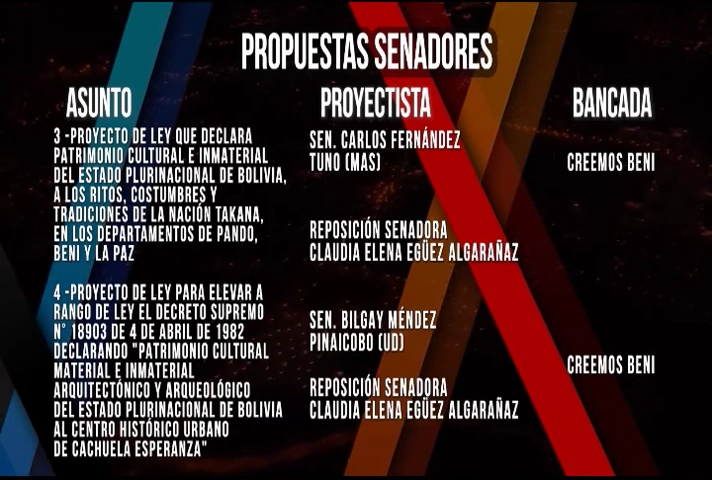 PROPUESTAS SENADORES
ASUNTO
PROYECTISTA
BANCADA
3 -PROYECTO DE LEY QUE DECLARA
PATRIMONIO CULTURAL E INMATERIAL
DEL ESTADO PLURINACIONAL DE BOLIVIA,
A LOS RITOS, COSTUMBRES Y
TRADICIONES DE LA NACIÓN TAKANA,
EN LOS DEPARTAMENTOS DE PANDO,
BENI Y LA PAZ
SEN. CARLOS FERNÁNDEZ
TUNO (MAS)
REPOSICIÓN SENADORA
CLAUDIA ELENA EGÜEZ ALGARAÑAZ
CREEMOS BENI
4 -PROYECTO DE LEY PARA ELEVAR A
RANGO DE LEY EL DECRETO SUPREMO
N° 18903 DE 4 DE ABRIL DE 1982
DECLARANDO "PATRIMONIO CULTURAL
MATERIAL E INMATERIAL
ARQUITECTÓNICO Y ARQUEOLÓGICO
DEL ESTADO PLURINACIONAL DE BOLIVIA
AL CENTRO HISTÓRICO URBANO
DE CACHUELA ESPERANZA"
SEN. BILGAY MÉNDEZ
PINAICOBO (UD)
REPOSICIÓN SENADORA
CLAUDIA ELENA EGÜEZ ALGARAÑAZ
CREEMOS BENI